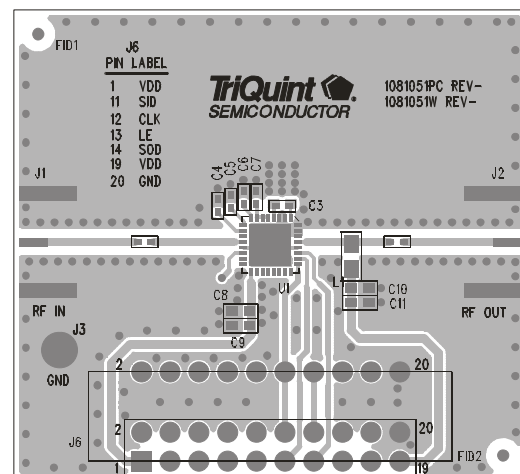 FID1
J6
PIN LABEL
1 VDD
11 SID
12 CLK
13 LE
14 SOD
19 VDD
20 GND
TriQuint
SEMICONDUCTOR
1081051PC REV-
1081051W REV-
J1
J2
C4
C5
C6
C7
C3
U1
L1
C8
C9
C10
C11
RF IN
RF OUT
J3
GND
2
20
2
20
J6
1
19
FID2